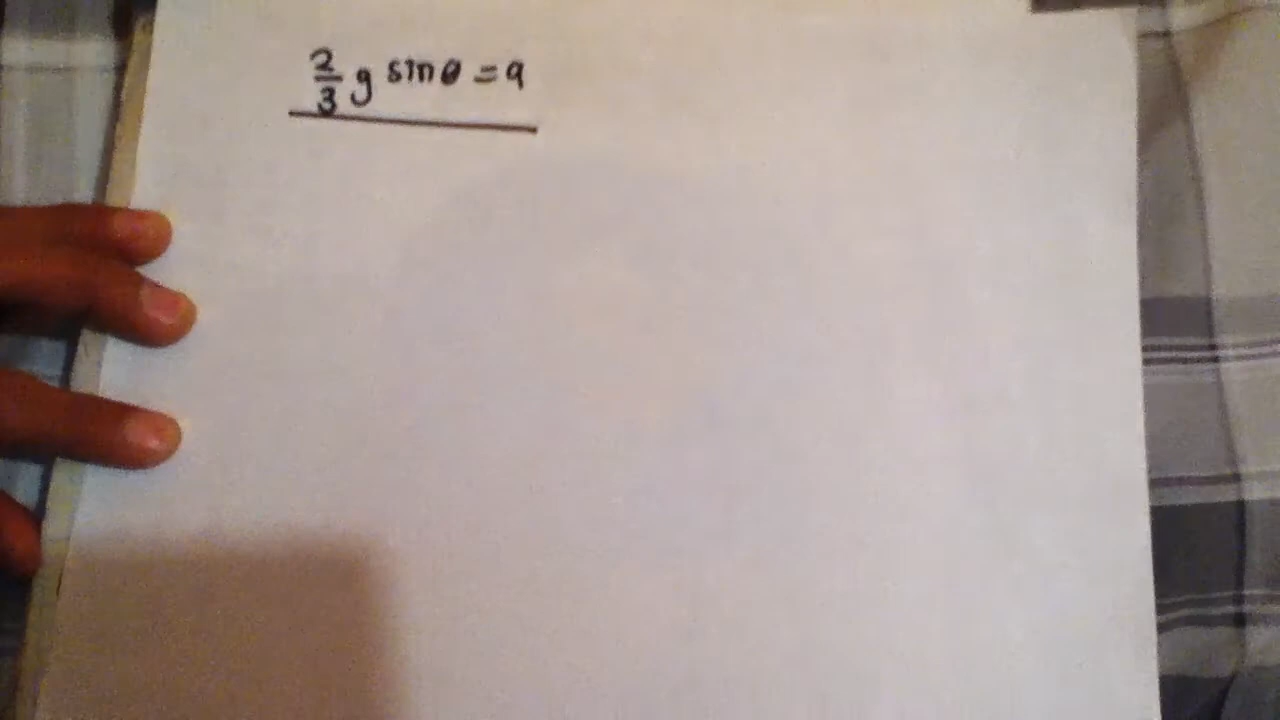 2/3 g sinθ = a